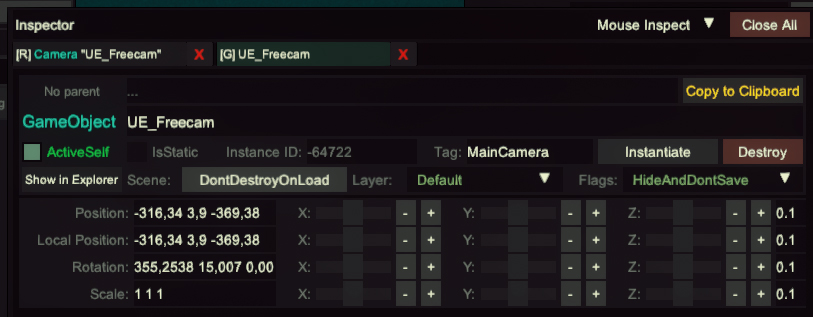 Inspector Mouse Inspect ▼ Close All
[R] Camera "UE_Freecam" X [G] UE_Freecam X
No parent ... Copy to Clipboard
GameObject UE_Freecam
ActiveSelf IsStatic Instance ID: -64722 Tag: MainCamera Instantiate Destroy
Show in Explorer Scene: DontDestroyOnLoad Layer: Default ▼ Flags: HideAndDontSave ▼
Position: -316,34 3,9 -369,38 X: - + Y: - + Z: - + 0.1
Local Position: -316,34 3,9 -369,38 X: - + Y: - + Z: - + 0.1
Rotation: 355,2538 15,007 0,00 X: - + Y: - + Z: - + 0.1
Scale: 1 1 1 X: - + Y: - + Z: - + 0.1